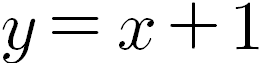 y = x + 1